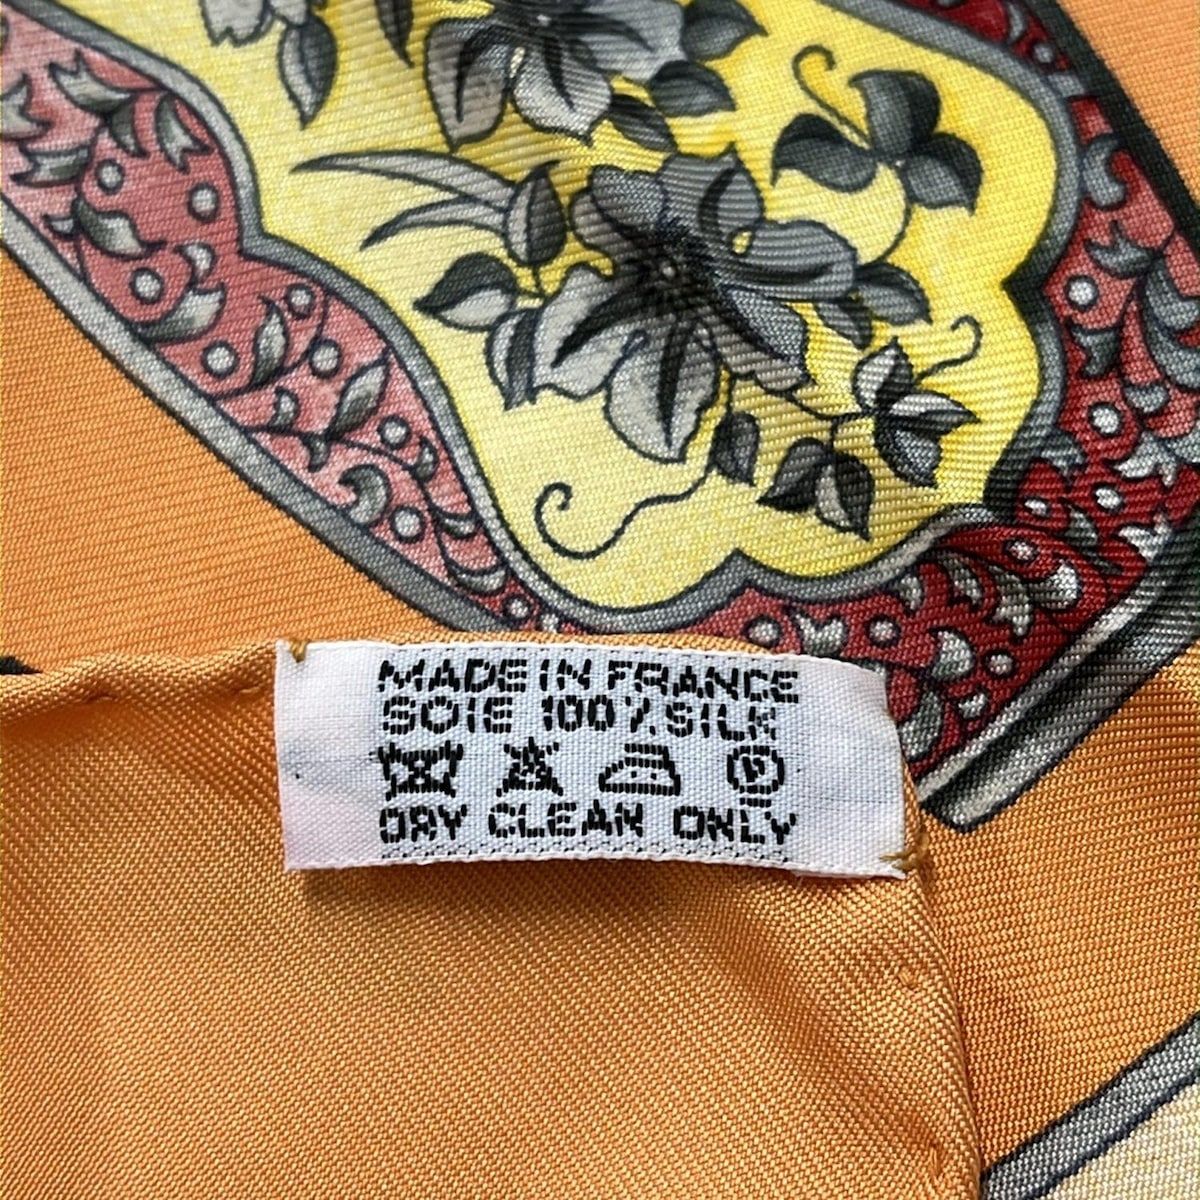 MADE IN FRANCE
SOIE 100% SILK
DRY CLEAN ONLY